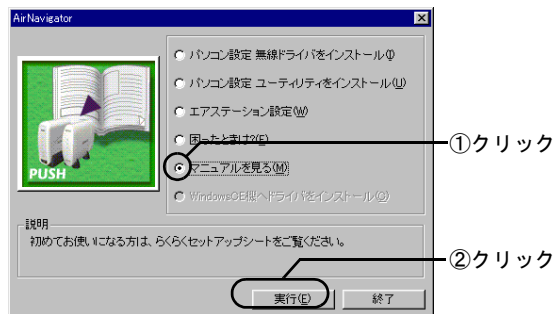 AirNavigator
パソコン設定 無線ドライバをインストール(I)
パソコン設定 ユーティリティをインストール(U)
エアステーション設定(W)
困ったときは?(F)
①クリック
マニュアルを見る(M)
WindowsCE機へドライバをインストール(C)
PUSH
説明
初めてお使いになる方は、らくらくセットアップシートをご覧ください。
②クリック
実行(E)
終了